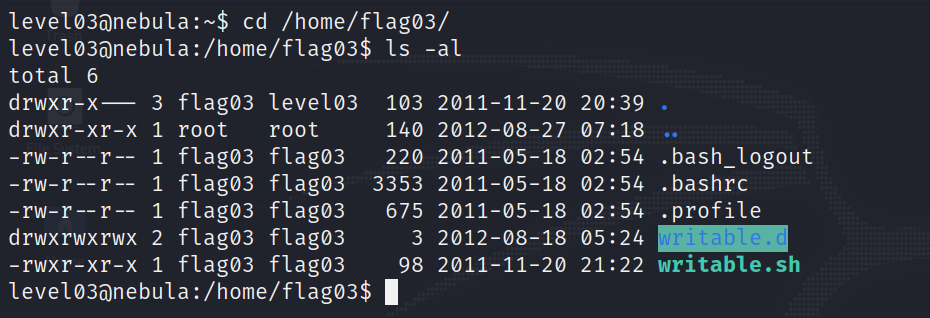 level03@nebula:~$ cd /home/flag03/
level03@nebula:/home/flag03$ ls -al
total 6
drwxr-x--- 3 flag03 level03  103 2011-11-20 20:39 .
drwxr-xr-x 1 root   root     140 2012-08-27 07:18 ..
-rw-r--r-- 1 flag03 flag03   220 2011-05-18 02:54 .bash_logout
-rw-r--r-- 1 flag03 flag03  3353 2011-05-18 02:54 .bashrc
-rw-r--r-- 1 flag03 flag03   675 2011-05-18 02:54 .profile
drwxrwxrwx 2 flag03 flag03     3 2012-08-18 05:24 writable.d
-rwxr-xr-x 1 flag03 flag03    98 2011-11-20 21:22 writable.sh
level03@nebula:/home/flag03$